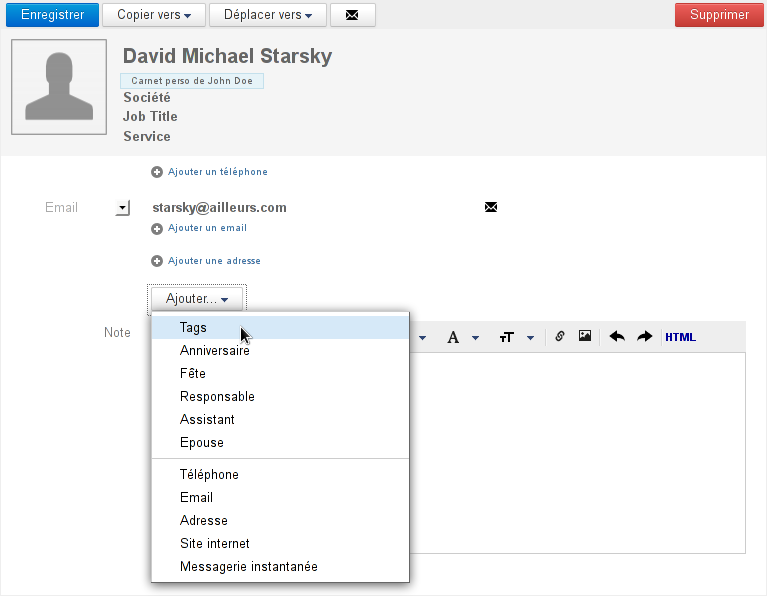 Enregistrer Copier vers Déplacer vers Supprimer
David Michael Starsky
Carnet perso de John Doe
Société
Job Title
Service
Ajouter un téléphone
Email starsky@ailleurs.com
Ajouter un email
Ajouter une adresse
Ajouter...
Note A тT HTML
Tags
Anniversaire
Fête
Responsable
Assistant
Epouse
Téléphone
Email
Adresse
Site internet
Messagerie instantanée